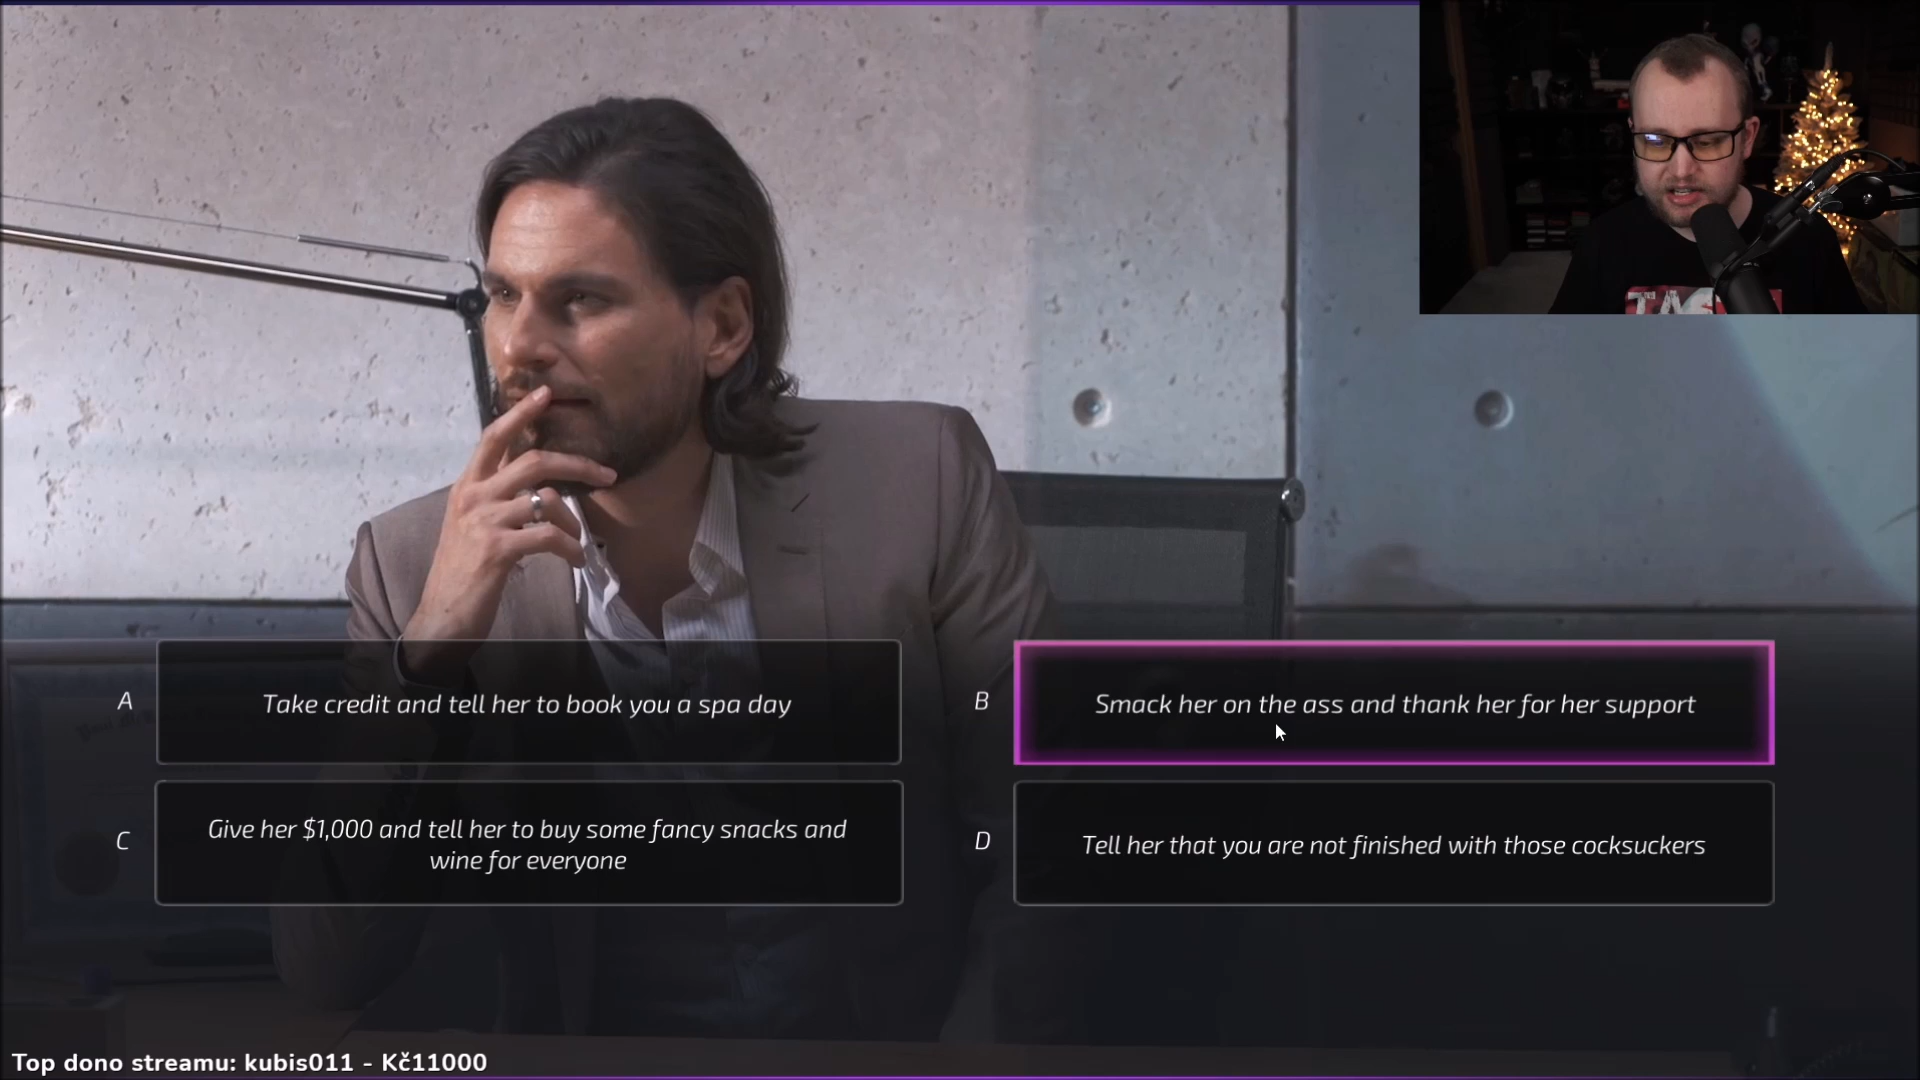 A
Take credit and tell her to book you a spa day
B
Smack her on the ass and thank her for her support
C
Give her $1,000 and tell her to buy some fancy snacks and
wine for everyone
D
Tell her that you are not finished with those cocksuckers
Top dono streamu: kubis011 - Kč11000